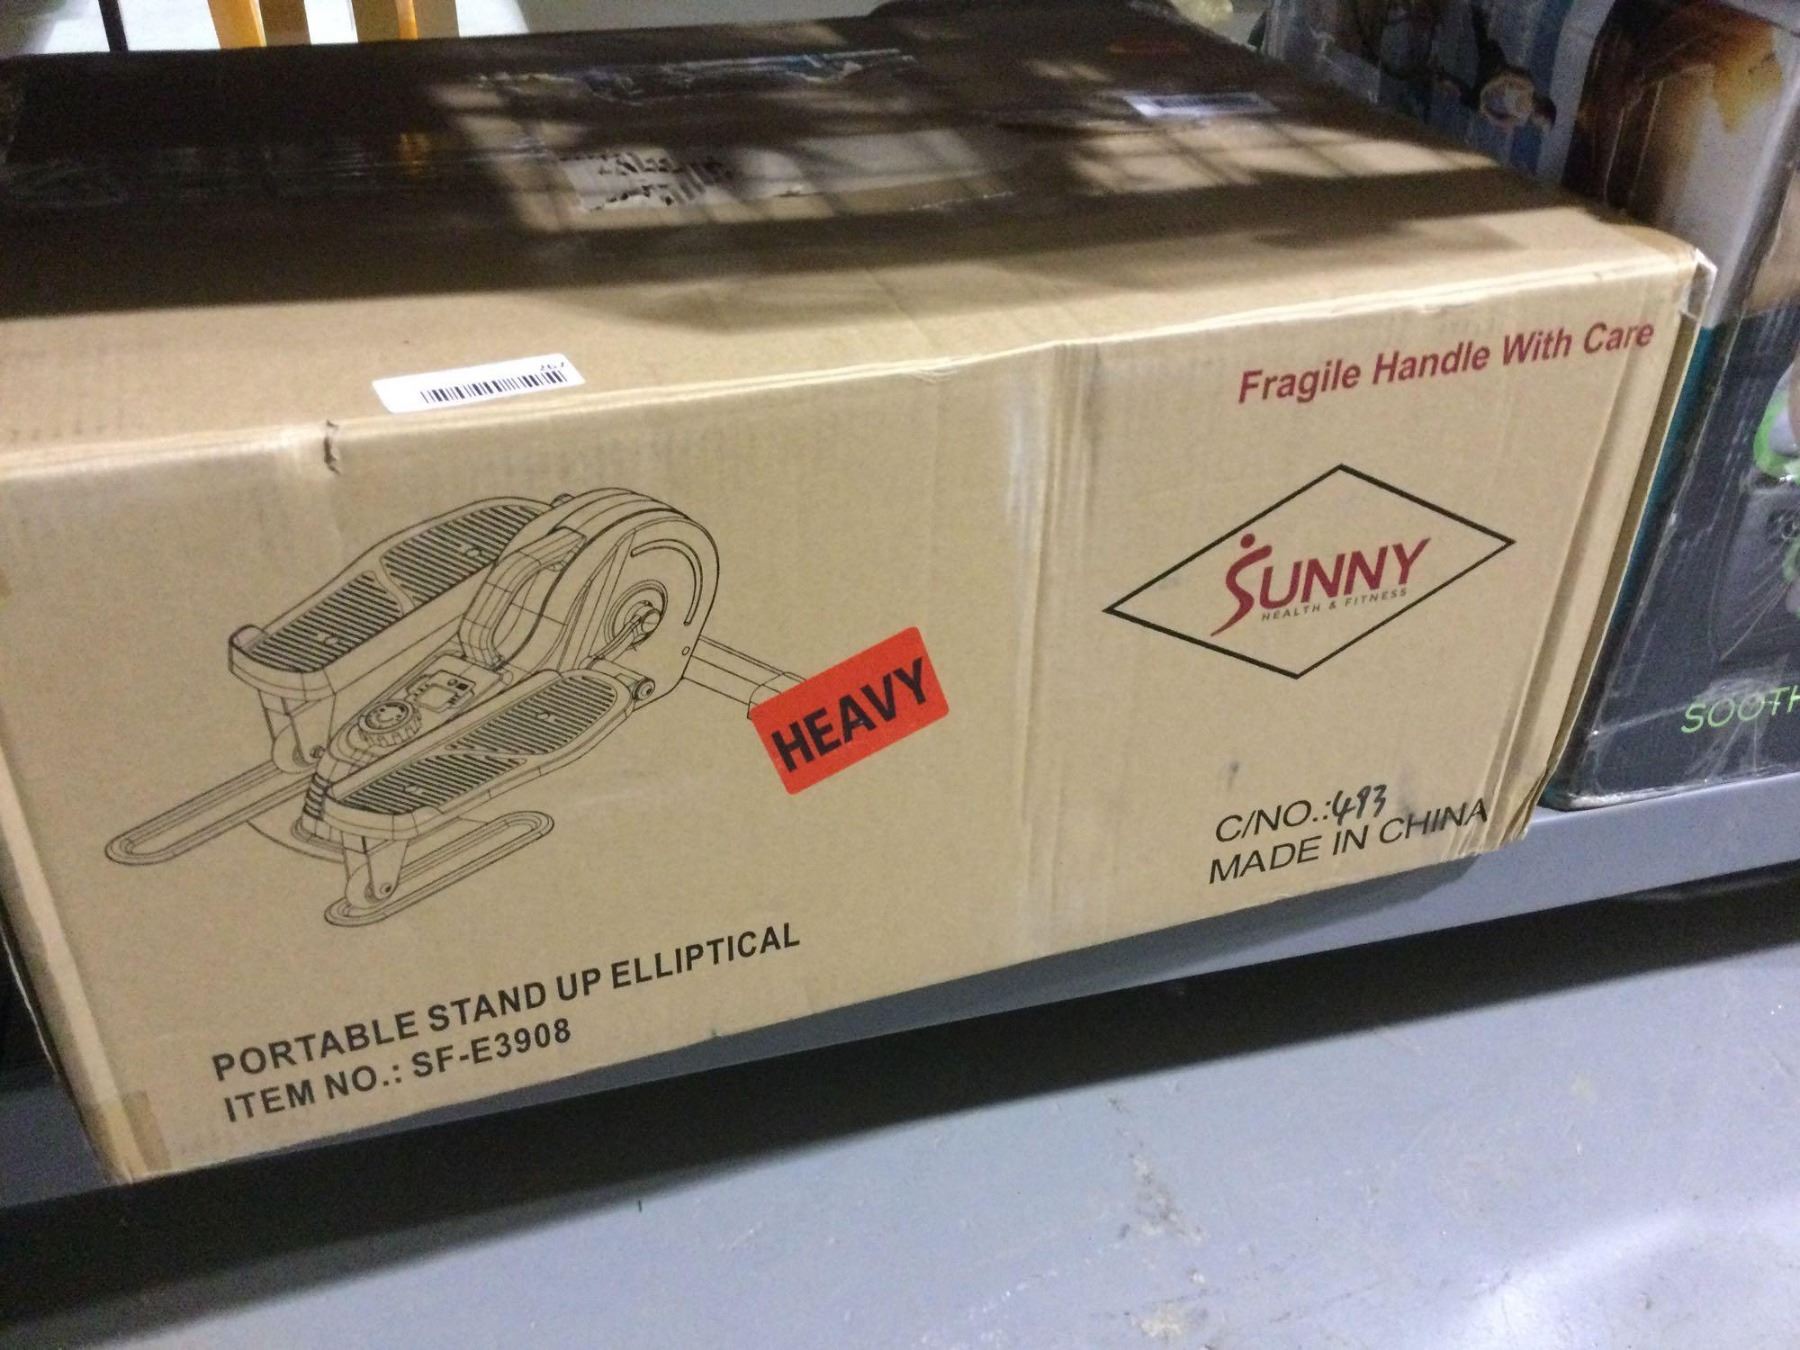 Fragile Handle With Care
SUNNY
HEALTH & FITNESS
HEAVY
C/NO.:493
MADE IN CHINA
PORTABLE STAND UP ELLIPTICAL
ITEM NO.: SF-E3908